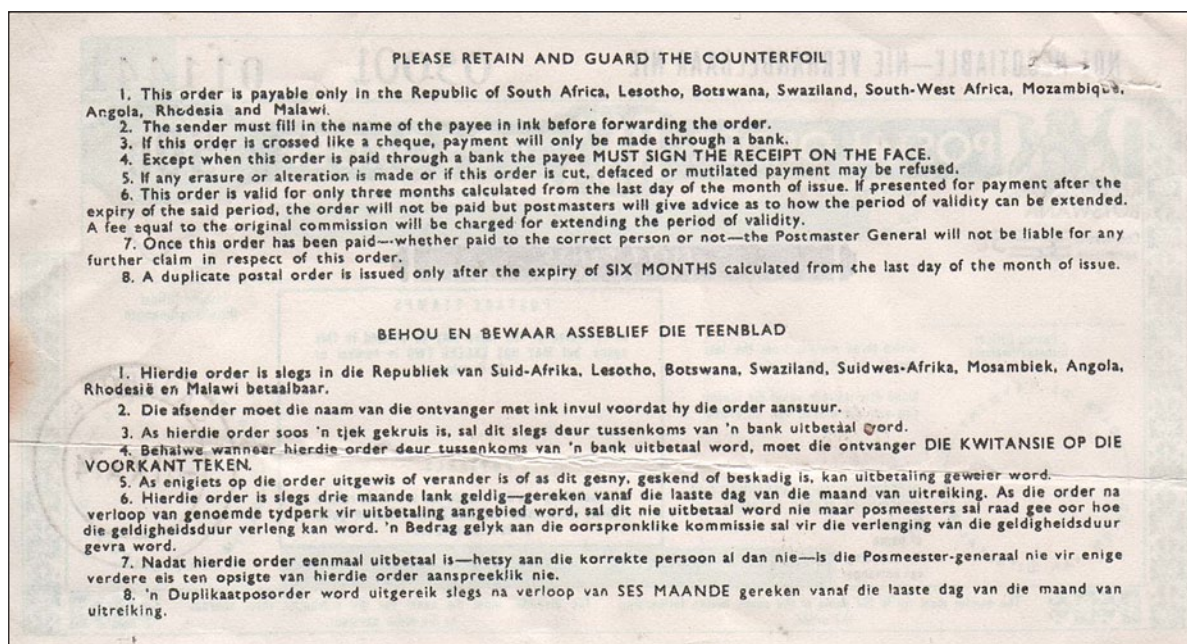 PLEASE RETAIN AND GUARD THE COUNTERFOIL
1. This order is payable only in the Republic of South Africa, Lesotho, Botswana, Swaziland, South-West Africa, Mozambique,
Angola, Rhodesia and Malawi.
2. The sender must fill in the name of the payee in ink before forwarding the order.
3. If this order is crossed like a cheque, payment will only be made through a bank.
4. Except when this order is paid through a bank the payee MUST SIGN THE RECEIPT ON THE FACE.
5. If any erasure or alteration is made or if this order is cut, defaced or mutilated payment may be refused.
6. This order is valid for only three months calculated from the last day of the month of issue. If presented for payment after the
expiry of the said period, the order will not be paid but postmasters will give advice as to how the period of validity can be extended.
A fee equal to the original commission will be charged for extending the period of validity.
7. Once this order has been paid—whether paid to the correct person or not—the Postmaster General will not be liable for any
further claim in respect of this order.
8. A duplicate postal order is issued only after the expiry of SIX MONTHS calculated from the last day of the month of issue.
BEHOU EN BEWAAR ASSEBLIEF DIE TEENBLAD
1. Hierdie order is slegs in die Republiek van Suid-Afrika, Lesotho, Botswana, Swaziland, Suidwes-Afrika, Mosambiek, Angola,
Rhodesië en Malawi betaalbaar.
2. Die afsender moet die naam van die ontvanger met ink invul voordat hy die order aanstuur.
3. As hierdie order soos 'n tjek gekruis is, sal dit slegs deur tussenkoms van 'n bank uitbetaal word.
4. Behalwe wanneer hierdie order deur tussenkoms van 'n bank uitbetaal word, moet die ontvanger DIE KWITANSIE OP DIE
VOORKANT TEKEN.
5. As enigiets op die order uitgewis of verander is of as dit gesny, geskend of beskadig is, kan uitbetaling geweier word.
6. Hierdie order is slegs drie maande lank geldig—gereken vanaf die laaste dag van die maand van uitreiking. As die order na
verloop van genoemde tydperk vir uitbetaling aangebied word, sal dit nie uitbetaal word nie maar posmeesters sal raad gee oor hoe
die geldigheidsduur verleng kan word. 'n Bedrag gelyk aan die oorspronklike kommissie sal vir die verlenging van die geldigheidsduur
gevra word.
7. Nadat hierdie order eenmaal uitbetaal is—hetsy aan die korrekte persoon al dan nie—is die Posmeester-generaal nie vir enige
verdere eis ten opsigte van hierdie order aanspreeklik nie.
8. 'n Duplikaatposorder word uitgereik slegs na verloop van SES MAANDE gereken vanaf die laaste dag van die maand van
uitreiking.